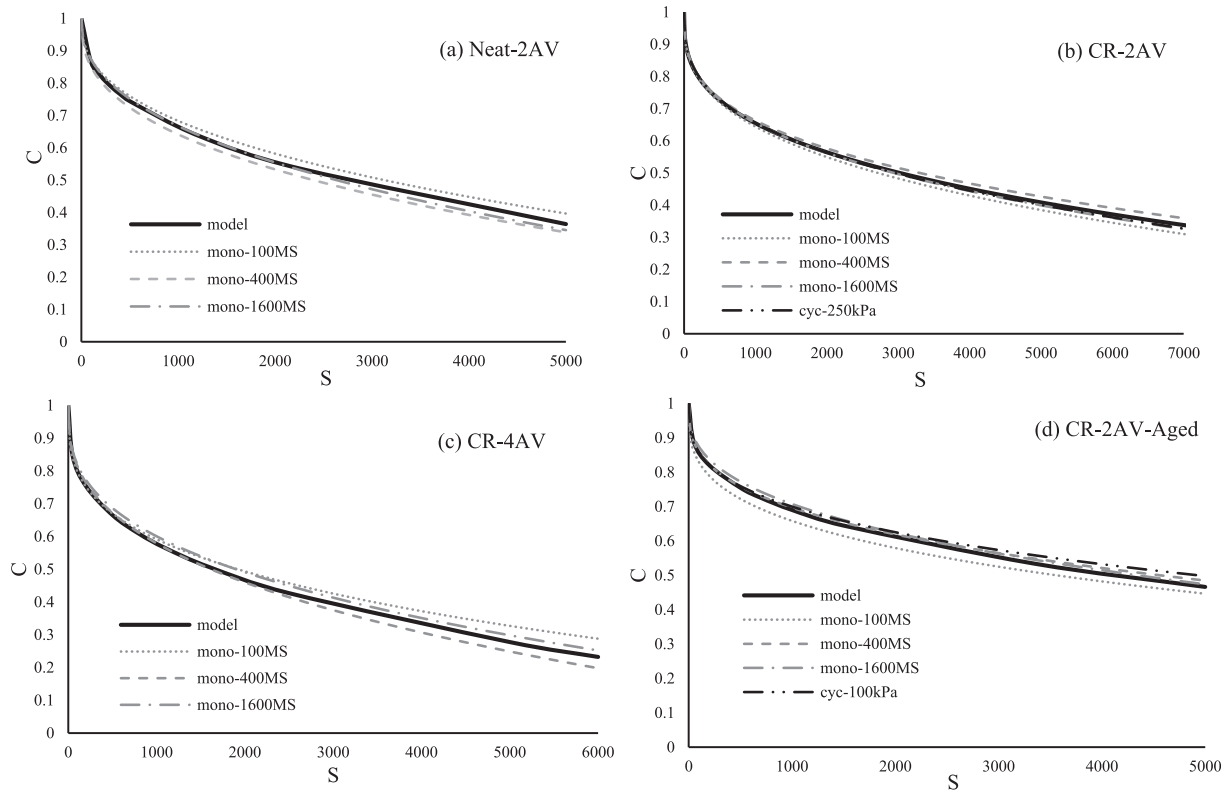 (a) Neat-2AV
C
1
0.9
0.8
0.7
0.6
0.5
0.4
0.3
0.2
0.1
0
model
mono-100MS
mono-400MS
mono-1600MS
0 1000 2000 3000 4000 5000
S
(b) CR-2AV
C
1
0.9
0.8
0.7
0.6
0.5
0.4
0.3
0.2
0.1
0
model
mono-100MS
mono-400MS
mono-1600MS
cyc-250kPa
0 1000 2000 3000 4000 5000 6000 7000
S
(c) CR-4AV
C
1
0.9
0.8
0.7
0.6
0.5
0.4
0.3
0.2
0.1
0
model
mono-100MS
mono-400MS
mono-1600MS
0 1000 2000 3000 4000 5000 6000
S
(d) CR-2AV-Aged
C
1
0.9
0.8
0.7
0.6
0.5
0.4
0.3
0.2
0.1
0
model
mono-100MS
mono-400MS
mono-1600MS
cyc-100kPa
0 1000 2000 3000 4000 5000
S